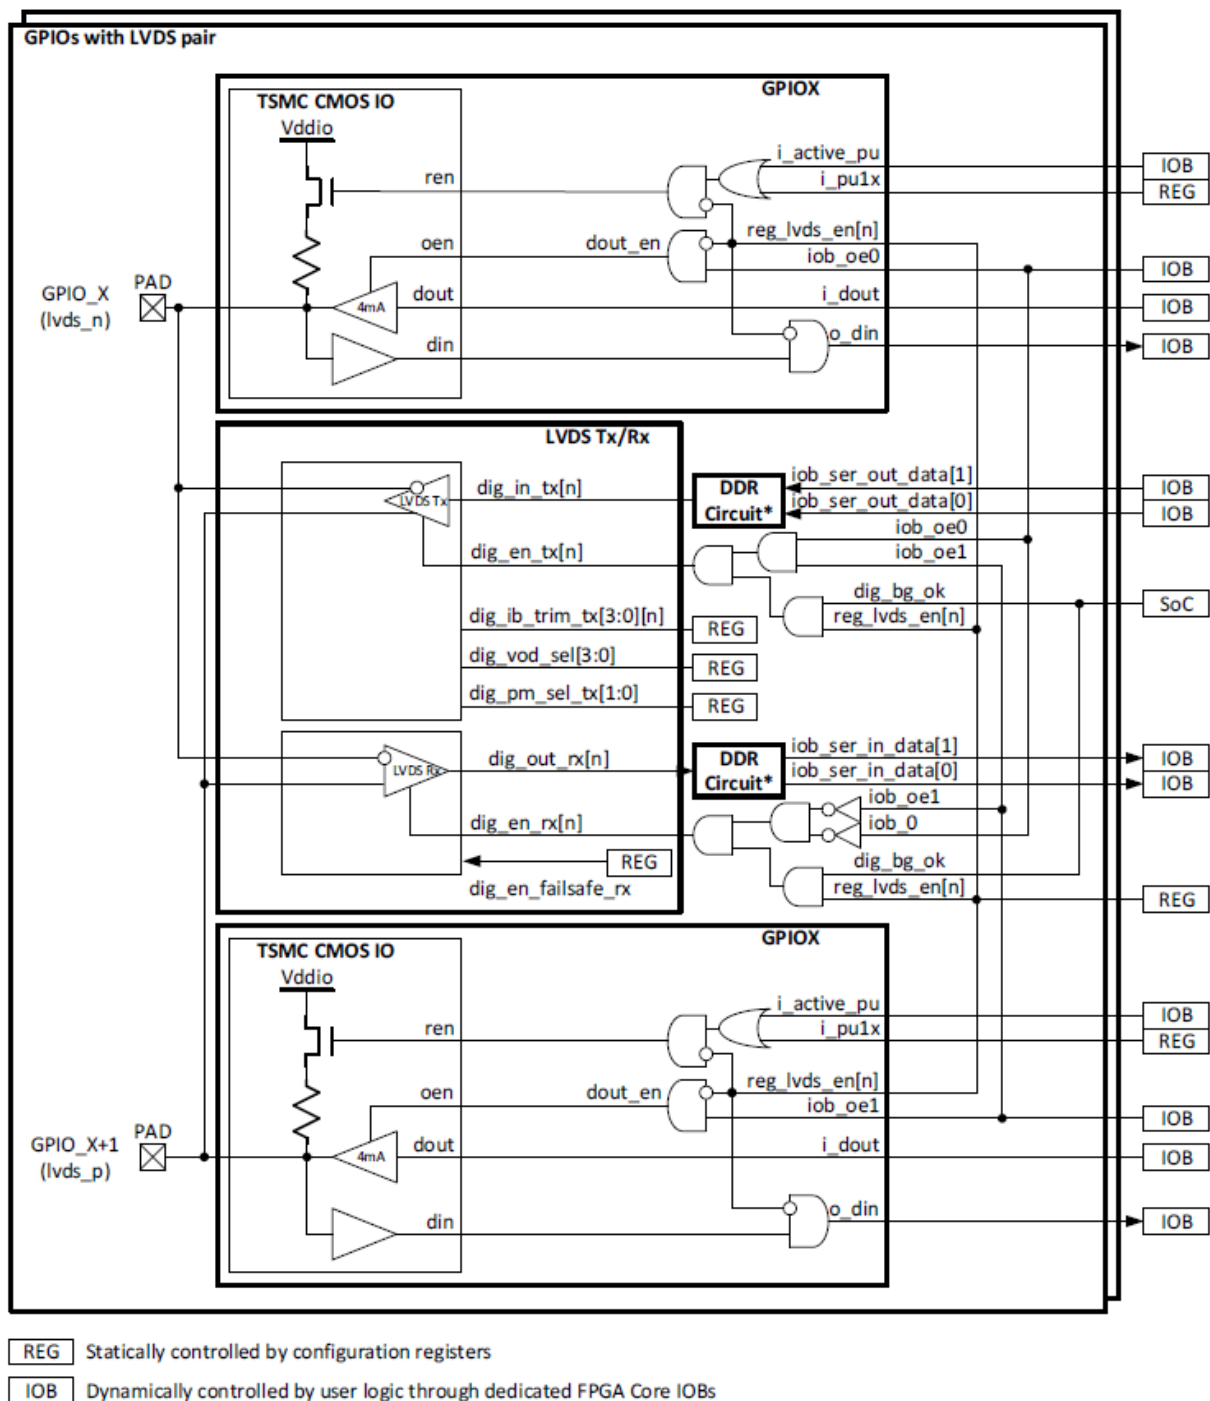 GPIOs with LVDS pair
GPIOX
TSMC CMOS IO
Vddio
i_active_pu
IOB
ren
i_pu1x
REG
reg_lvds_en[n]
oen
dout_en
iob_oe0
IOB
PAD
GPIO_X
(lvds_n)
4mA
dout
i_dout
IOB
din
o_din
IOB
LVDS Tx/Rx
LVDS Tx
dig_in_tx[n]
DDR
Circuit*
iob_ser_out_data[1]
IOB
iob_ser_out_data[0]
IOB
iob_oe0
dig_en_tx[n]
iob_oe1
dig_bg_ok
SoC
dig_ib_trim_tx[3:0][n]
REG
reg_lvds_en[n]
dig_vod_sel[3:0]
REG
dig_pm_sel_tx[1:0]
REG
LVDS Rx
dig_out_rx[n]
DDR
Circuit*
iob_ser_in_data[1]
IOB
iob_ser_in_data[0]
IOB
iob_oe1
dig_en_rx[n]
iob_0
REG
dig_bg_ok
dig_en_failsafe_rx
reg_lvds_en[n]
REG
GPIOX
TSMC CMOS IO
Vddio
i_active_pu
IOB
ren
i_pu1x
REG
reg_lvds_en[n]
oen
dout_en
iob_oe1
IOB
PAD
GPIO_X+1
(lvds_p)
4mA
dout
i_dout
IOB
din
o_din
IOB
REG Statically controlled by configuration registers
IOB Dynamically controlled by user logic through dedicated FPGA Core IOBs